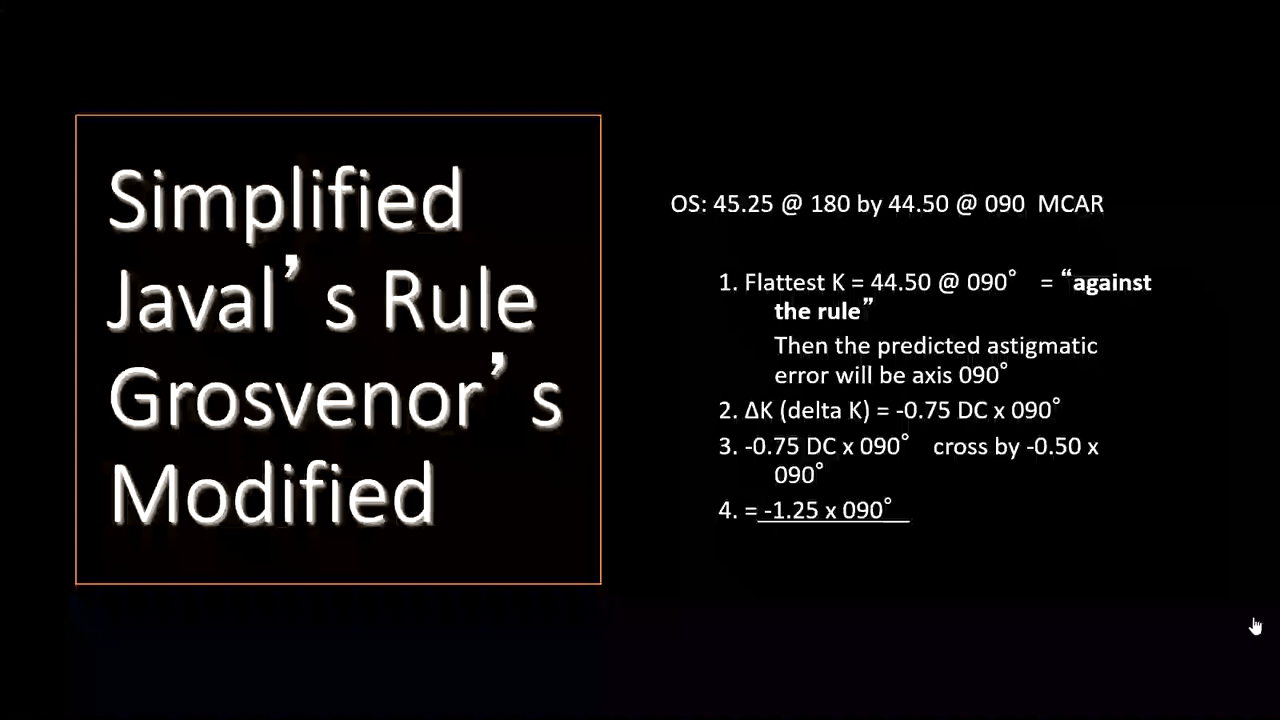 Simplified
Javal’s Rule
Grosvenor’s
Modified
OS: 45.25 @ 180 by 44.50 @ 090 MCAR
1. Flattest K = 44.50 @ 090° = “against
the rule”
Then the predicted astigmatic
error will be axis 090°
2. ΔK (delta K) = -0.75 DC x 090°
3. -0.75 DC x 090° cross by -0.50 x
090°
4. = -1.25 x 090°